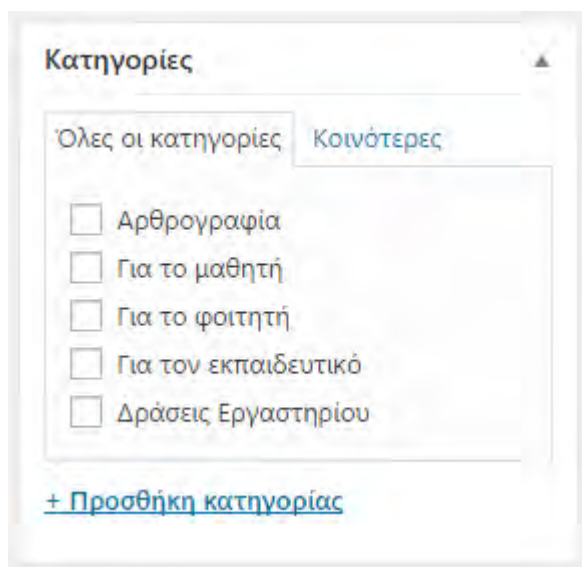 Κατηγορίες
Όλες οι κατηγορίες Κοινότερες
Αρθρογραφία
Για το μαθητή
Για το φοιτητή
Για τον εκπαιδευτικό
Δράσεις Εργαστηρίου
+ Προσθήκη κατηγορίας